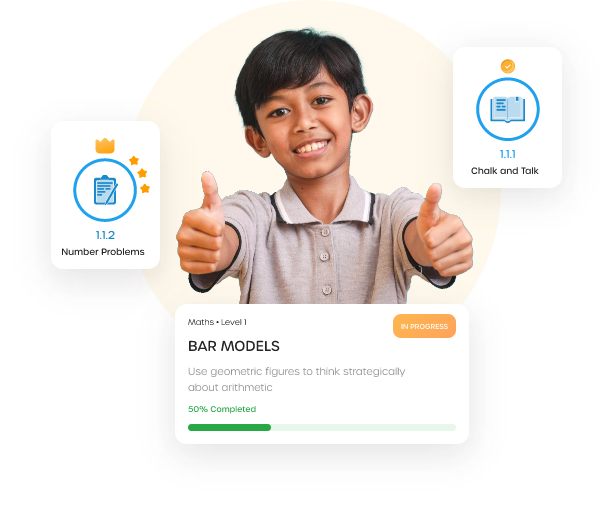 1.1.1
Chalk and Talk
1.1.2
Number Problems
Maths • Level 1
IN PROGRESS
BAR MODELS
Use geometric figures to think strategically
about arithmetic
50% Completed